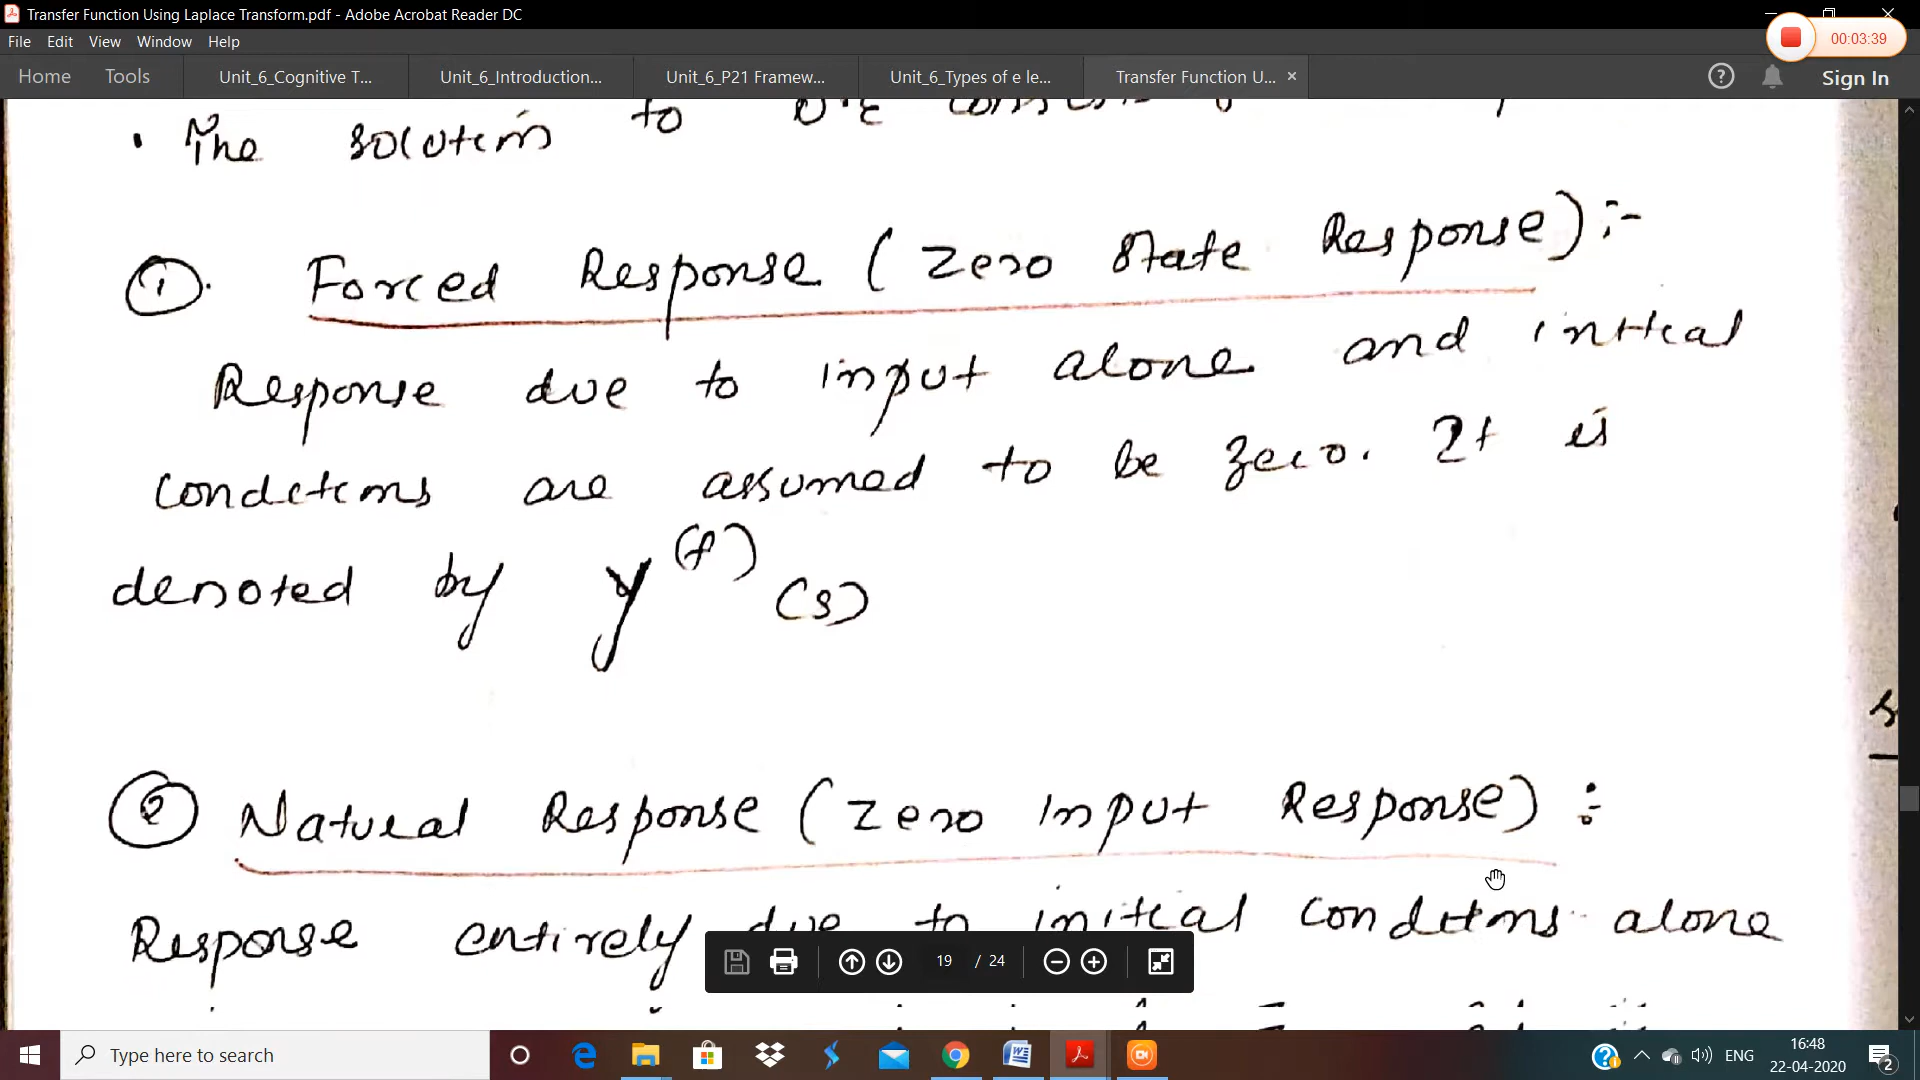 Transfer Function Using Laplace Transform.pdf - Adobe Acrobat Reader DC
File Edit View Window Help
00:03:39
Home Tools Unit_6_Cognitive T... Unit_6_Introduction... Unit_6_P21 Framew... Unit_6_Types of e le... Transfer Function U... × ? Sign In
• The solution to D.E
① Forced Response (Zero State Response) :-
Response due to input alone and initial
conditions are assumed to be zero. It is
denoted by y^(f) (s)
② Natural Response (Zero Input Response) :
Response entirely due to initial conditions alone
19 / 24
Type here to search
ENG
16:48
22-04-2020
2